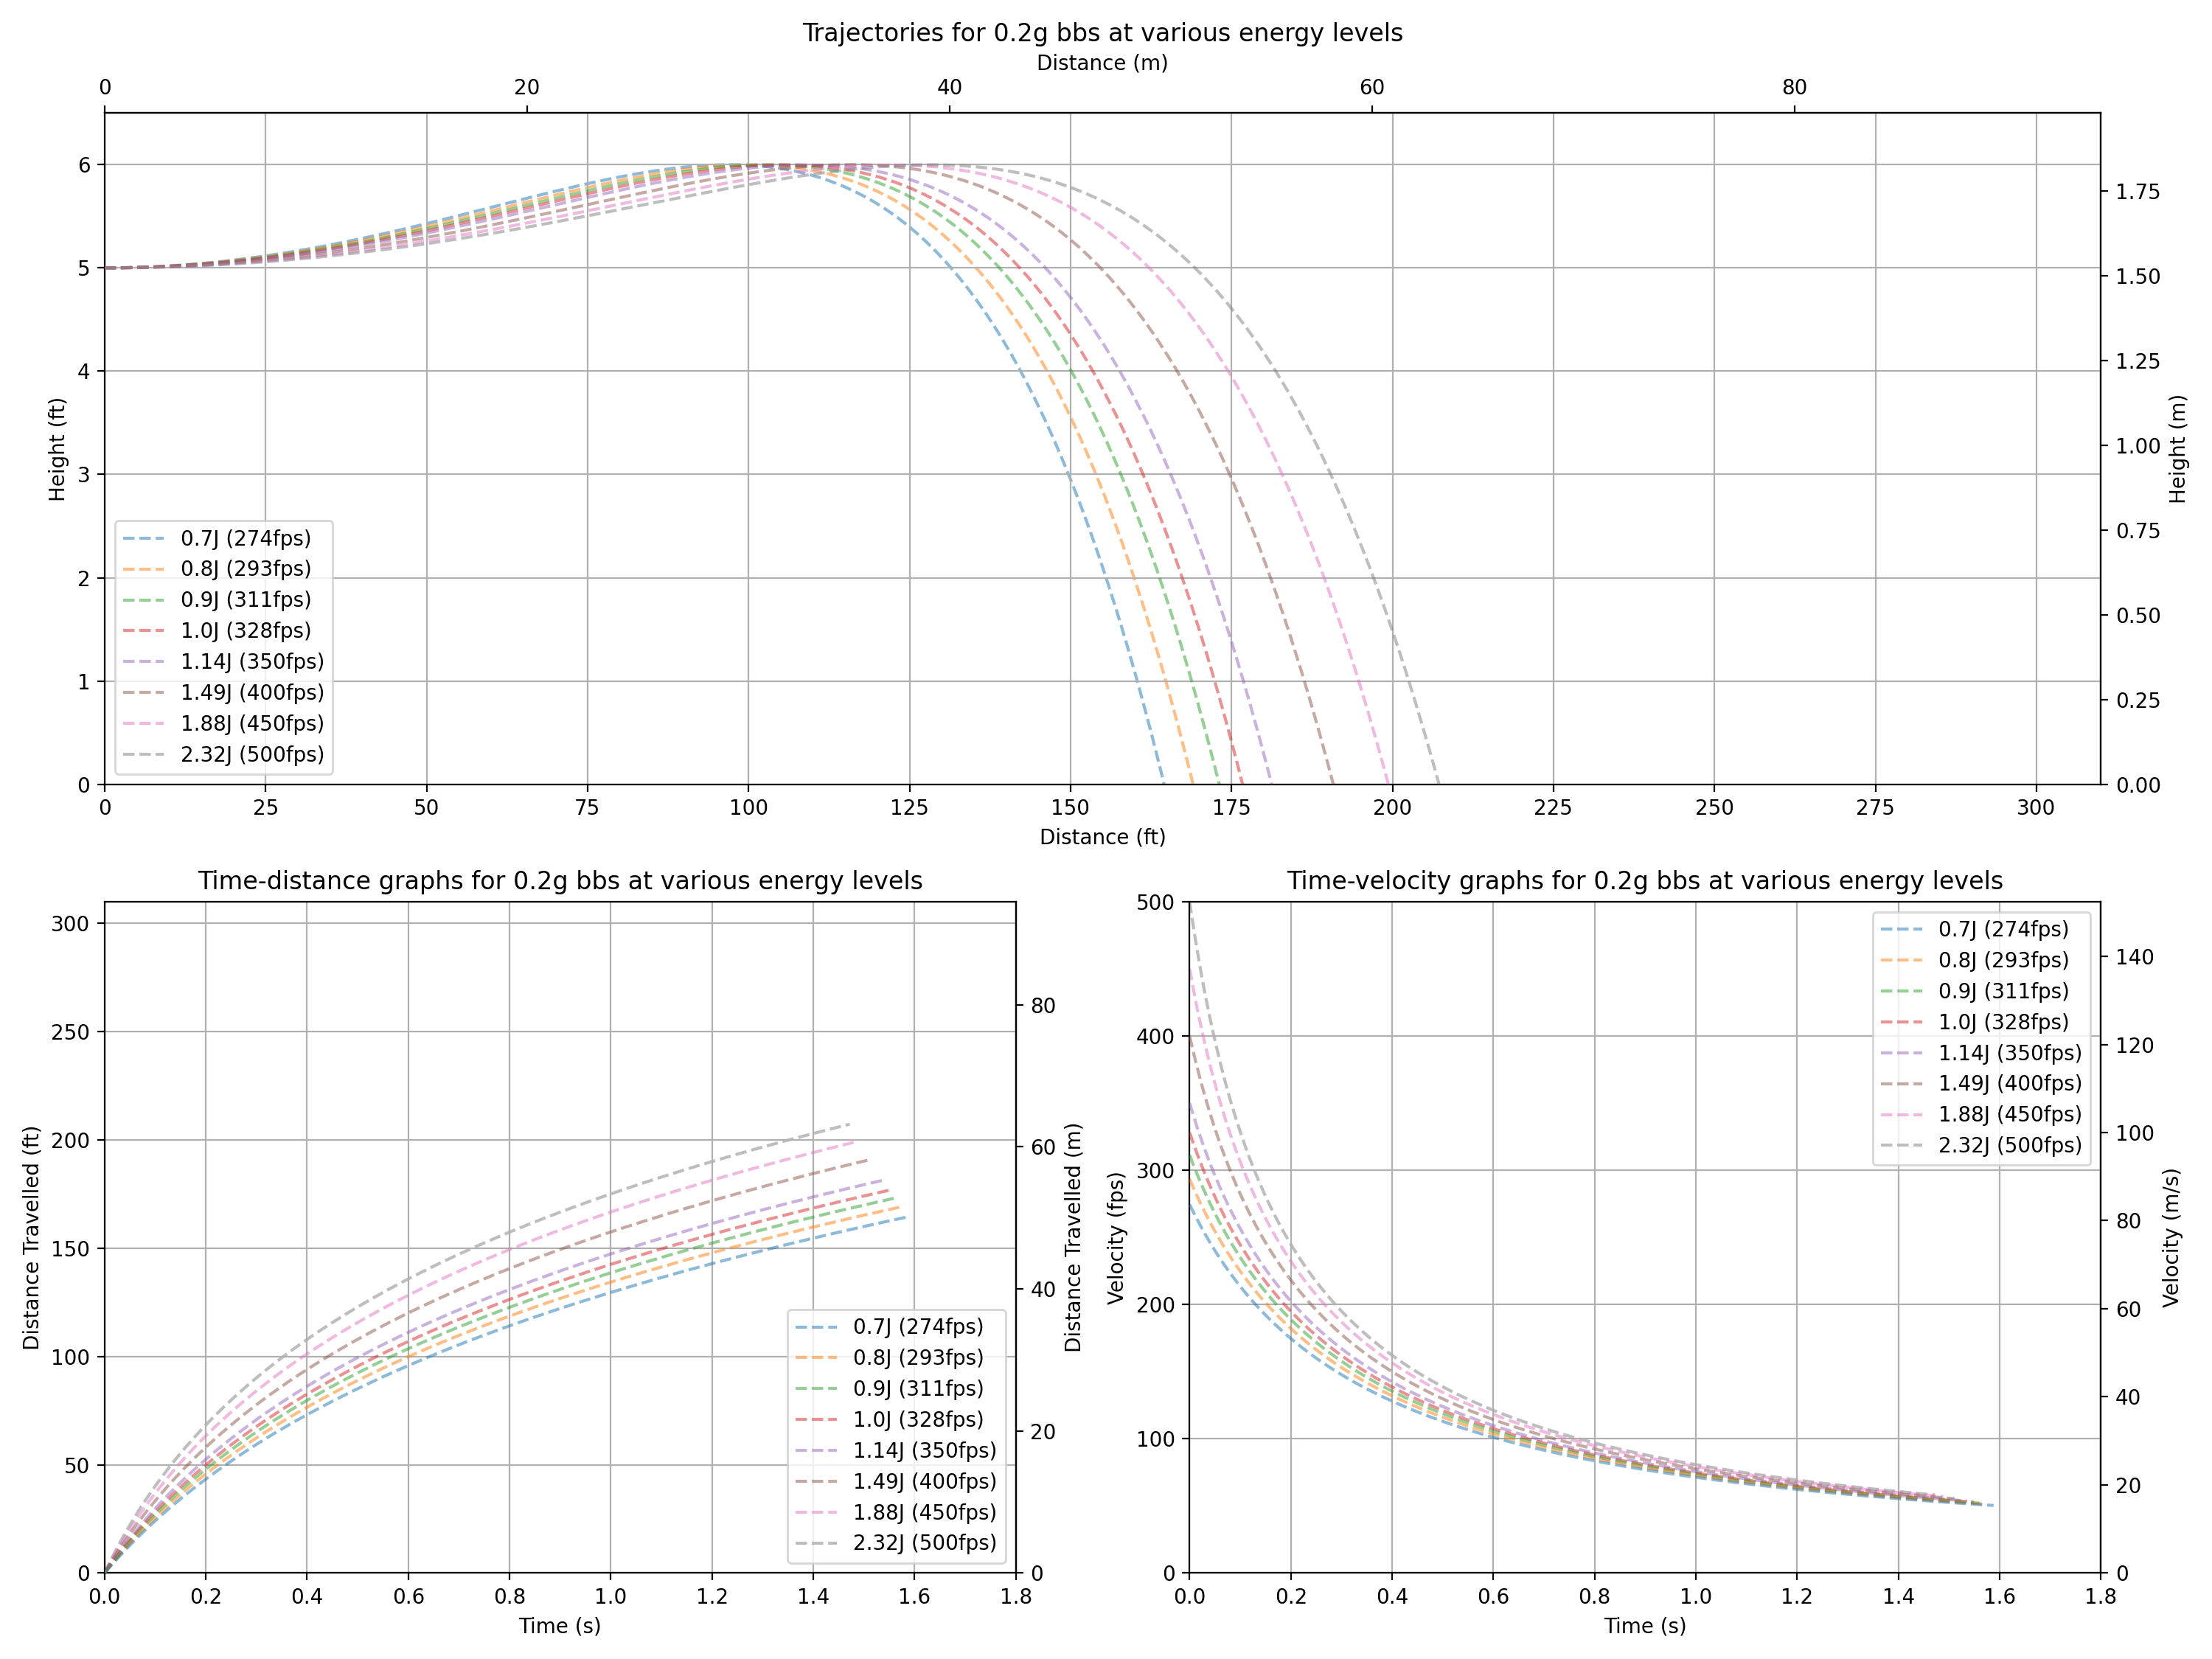 Trajectories for 0.2g bbs at various energy levels
Distance (m)
0 20 40 60 80
Height (ft)
6
5
4
3
2
1
0
1.75
1.50
1.25
1.00
0.75
0.50
0.25
0.00
Height (m)
0.7J (274fps)
0.8J (293fps)
0.9J (311fps)
1.0J (328fps)
1.14J (350fps)
1.49J (400fps)
1.88J (450fps)
2.32J (500fps)
0 25 50 75 100 125 150 175 200 225 250 275 300
Distance (ft)
Time-distance graphs for 0.2g bbs at various energy levels
Distance Travelled (ft)
300
250
200
150
100
50
0
80
60
40
20
0
Distance Travelled (m)
0.7J (274fps)
0.8J (293fps)
0.9J (311fps)
1.0J (328fps)
1.14J (350fps)
1.49J (400fps)
1.88J (450fps)
2.32J (500fps)
0.0 0.2 0.4 0.6 0.8 1.0 1.2 1.4 1.6 1.8
Time (s)
Time-velocity graphs for 0.2g bbs at various energy levels
Velocity (fps)
500
400
300
200
100
0
140
120
100
80
60
40
20
0
Velocity (m/s)
0.7J (274fps)
0.8J (293fps)
0.9J (311fps)
1.0J (328fps)
1.14J (350fps)
1.49J (400fps)
1.88J (450fps)
2.32J (500fps)
0.0 0.2 0.4 0.6 0.8 1.0 1.2 1.4 1.6 1.8
Time (s)